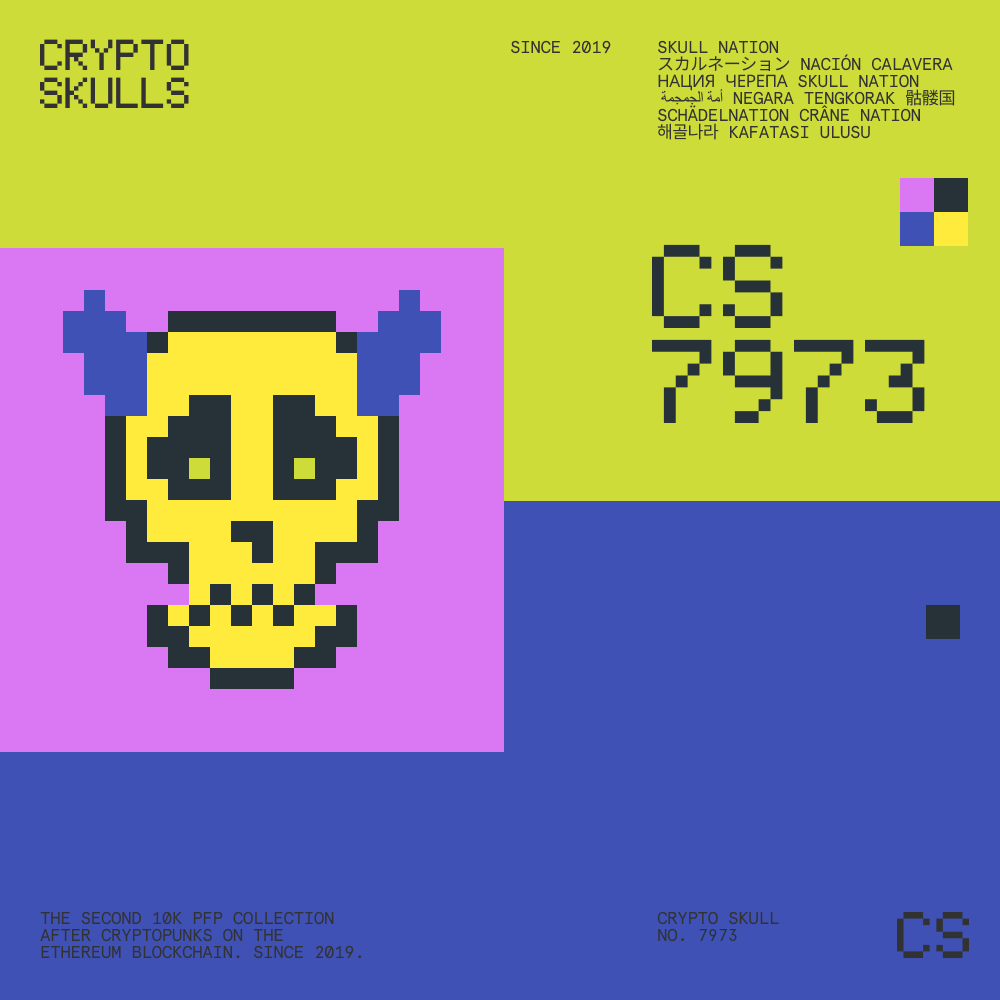 CRYPTO
SKULLS
SINCE 2019
SKULL NATION
スカルネーション NACIÓN CALAVERA
НАЦИЯ ЧЕРЕПА SKULL NATION
أمة الجمجمة NEGARA TENGKORAK 骷髅国
SCHÄDELNATION CRÂNE NATION
해골나라 KAFATASI ULUSU
CS
7973
THE SECOND 10K PFP COLLECTION
AFTER CRYPTOPUNKS ON THE
ETHEREUM BLOCKCHAIN. SINCE 2019.
CRYPTO SKULL
NO. 7973
CS